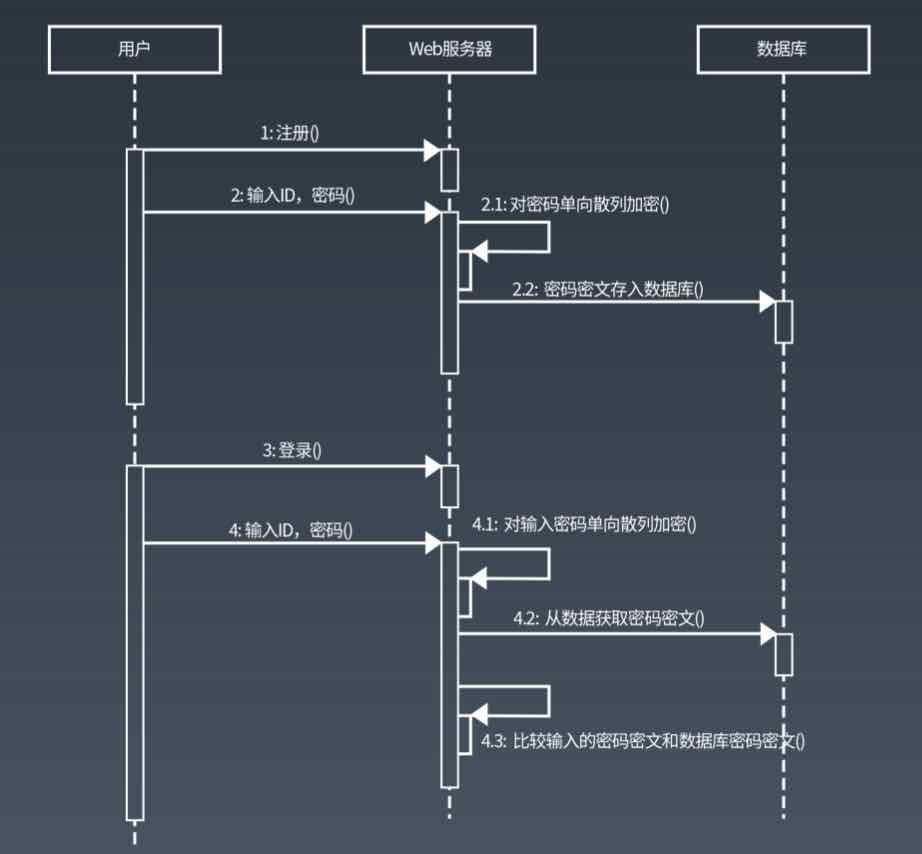 用户
Web服务器
数据库
1: 注册()
2: 输入ID，密码()
2.1: 对密码单向散列加密()
2.2: 密码密文存入数据库()
3: 登录()
4: 输入ID，密码()
4.1: 对输入密码单向散列加密()
4.2: 从数据获取密码密文()
4.3: 比较输入的密码密文和数据库密码密文()